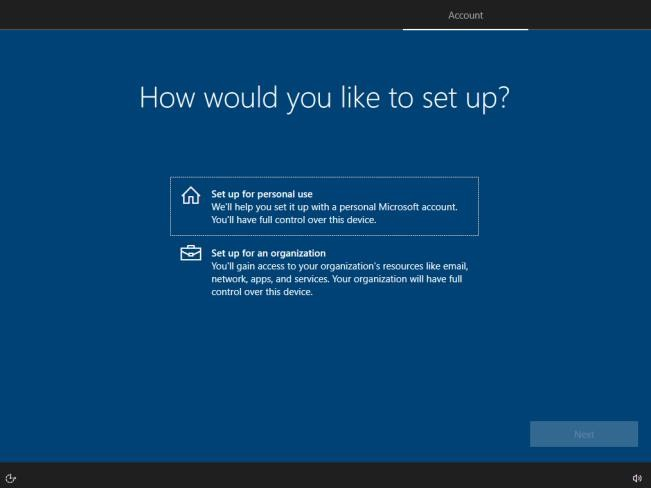 Account
How would you like to set up?
Set up for personal use
We'll help you set it up with a personal Microsoft account.
You'll have full control over this device.
Set up for an organization
You'll gain access to your organization's resources like email,
network, apps, and services. Your organization will have full
control over this device.
Next